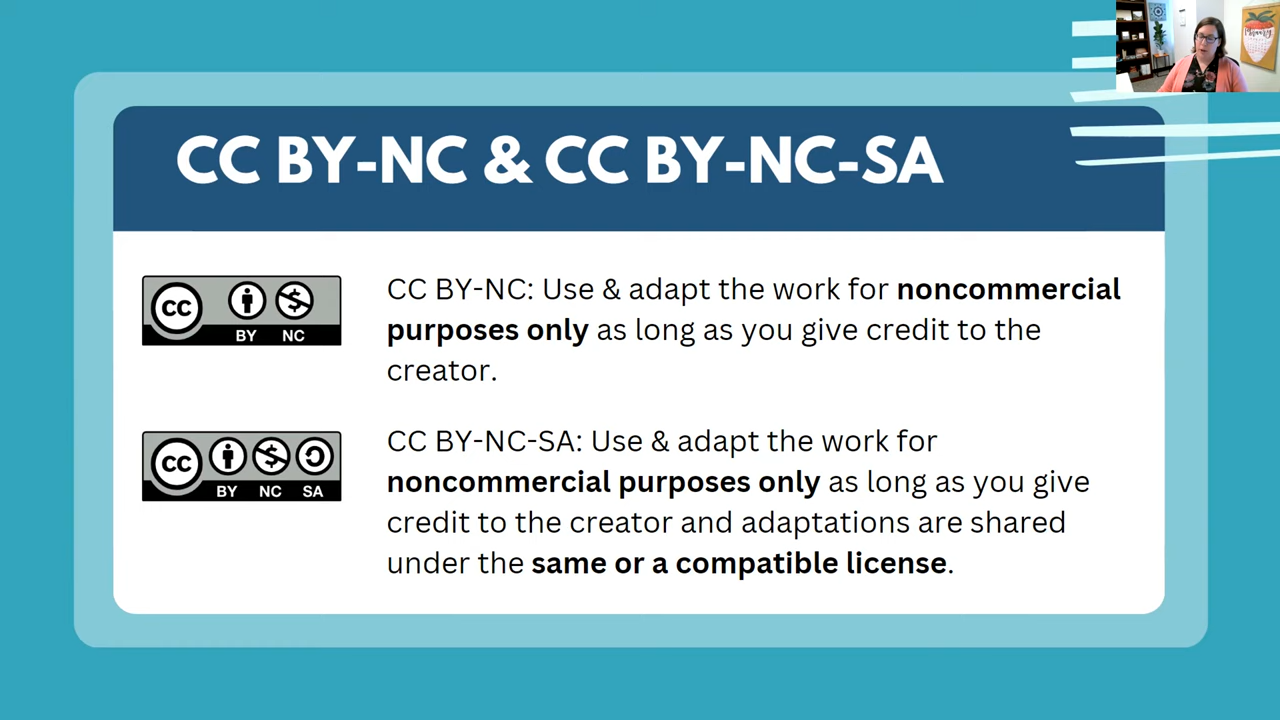 CC BY-NC & CC BY-NC-SA
cc
BY NC
CC BY-NC: Use & adapt the work for noncommercial
purposes only as long as you give credit to the
creator.
cc
BY NC SA
CC BY-NC-SA: Use & adapt the work for
noncommercial purposes only as long as you give
credit to the creator and adaptations are shared
under the same or a compatible license.